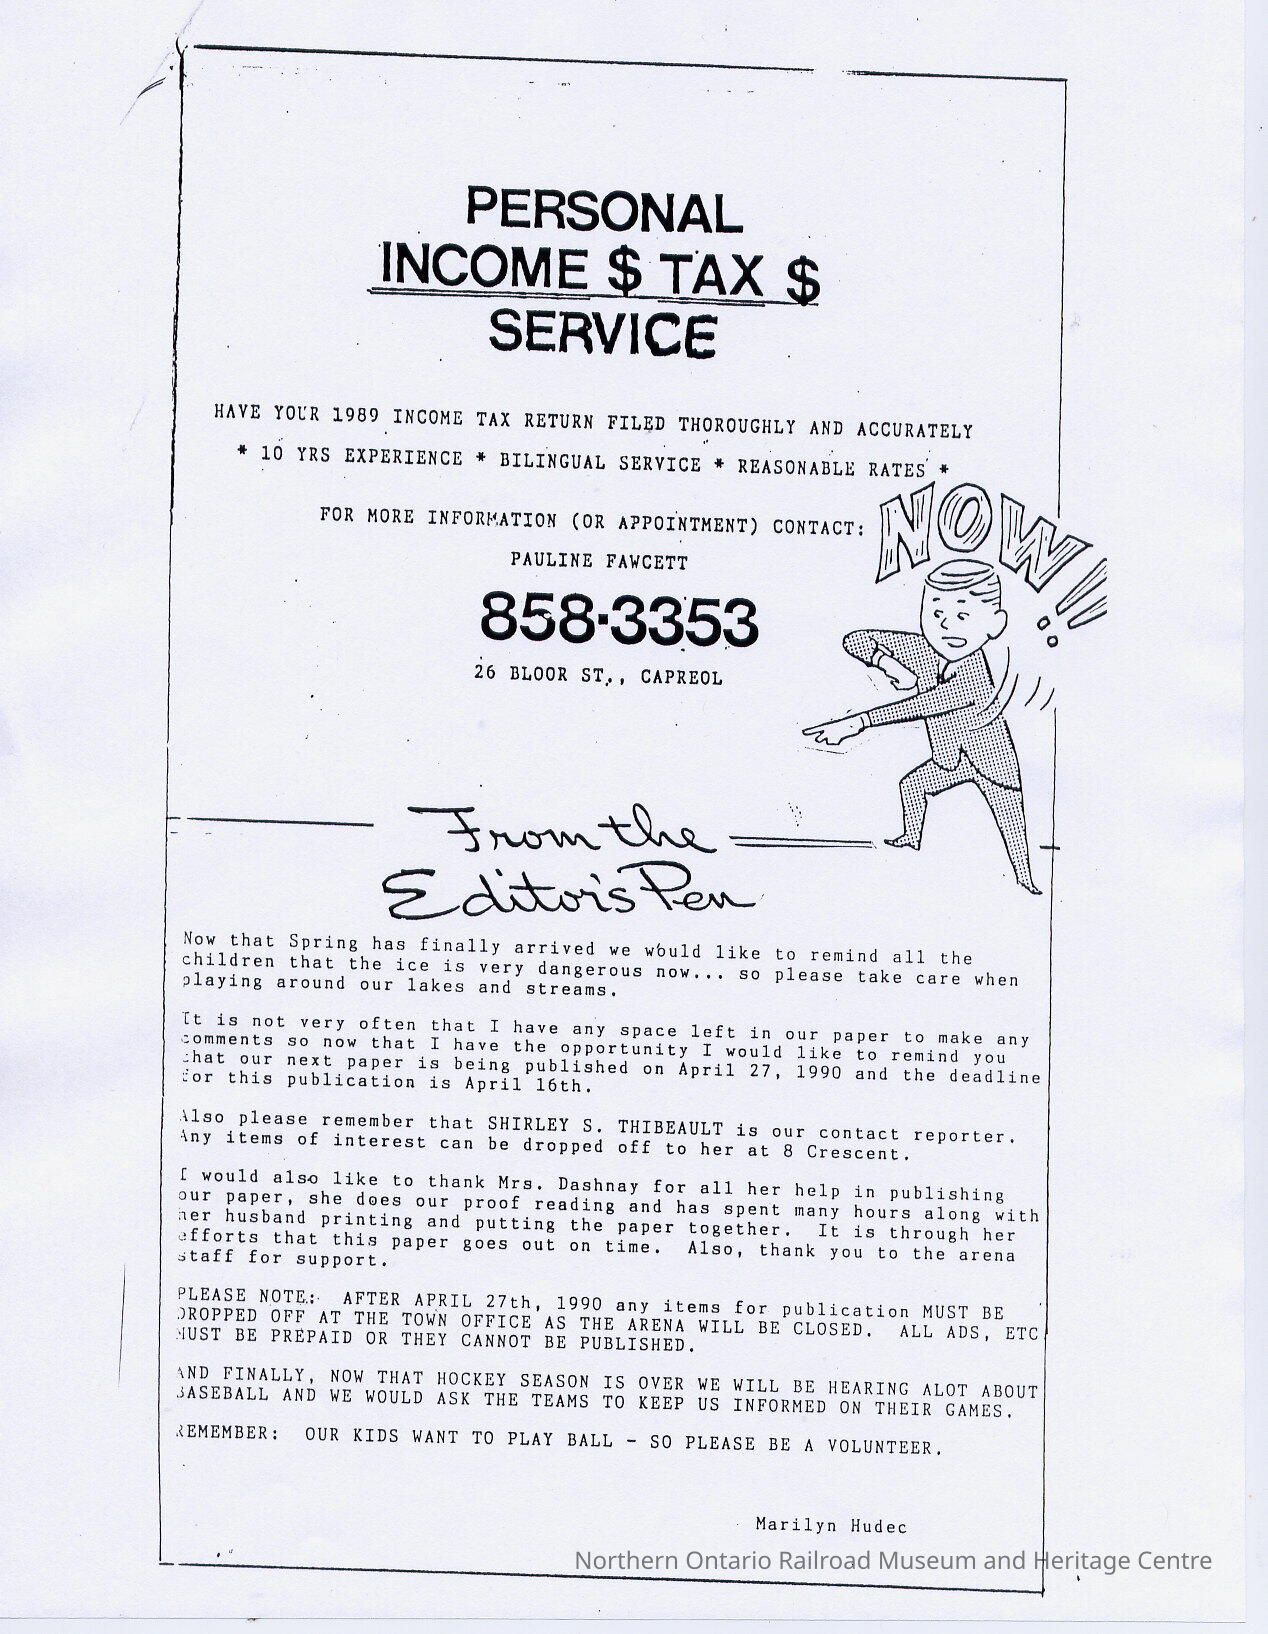 PERSONAL
INCOME $ TAX $
SERVICE
HAVE YOUR 1989 INCOME TAX RETURN FILED THOROUGHLY AND ACCURATELY
* 10 YRS EXPERIENCE * BILINGUAL SERVICE * REASONABLE RATES *
FOR MORE INFORMATION (OR APPOINTMENT) CONTACT:
NOW!!
PAULINE FAWCETT
858·3353
26 BLOOR ST., CAPREOL
From the
Editor's Pen
Now that Spring has finally arrived we would like to remind all the
children that the ice is very dangerous now... so please take care when
playing around our lakes and streams.
It is not very often that I have any space left in our paper to make any
comments so now that I have the opportunity I would like to remind you
that our next paper is being published on April 27, 1990 and the deadline
for this publication is April 16th.
Also please remember that SHIRLEY S. THIBEAULT is our contact reporter.
Any items of interest can be dropped off to her at 8 Crescent.
I would also like to thank Mrs. Dashnay for all her help in publishing
our paper, she does our proof reading and has spent many hours along with
her husband printing and putting the paper together. It is through her
efforts that this paper goes out on time. Also, thank you to the arena
staff for support.
PLEASE NOTE: AFTER APRIL 27th, 1990 any items for publication MUST BE
DROPPED OFF AT THE TOWN OFFICE AS THE ARENA WILL BE CLOSED. ALL ADS, ETC
MUST BE PREPAID OR THEY CANNOT BE PUBLISHED.
AND FINALLY, NOW THAT HOCKEY SEASON IS OVER WE WILL BE HEARING ALOT ABOUT
BASEBALL AND WE WOULD ASK THE TEAMS TO KEEP US INFORMED ON THEIR GAMES.
REMEMBER: OUR KIDS WANT TO PLAY BALL - SO PLEASE BE A VOLUNTEER.
Marilyn Hudec
Northern Ontario Railroad Museum and Heritage Centre